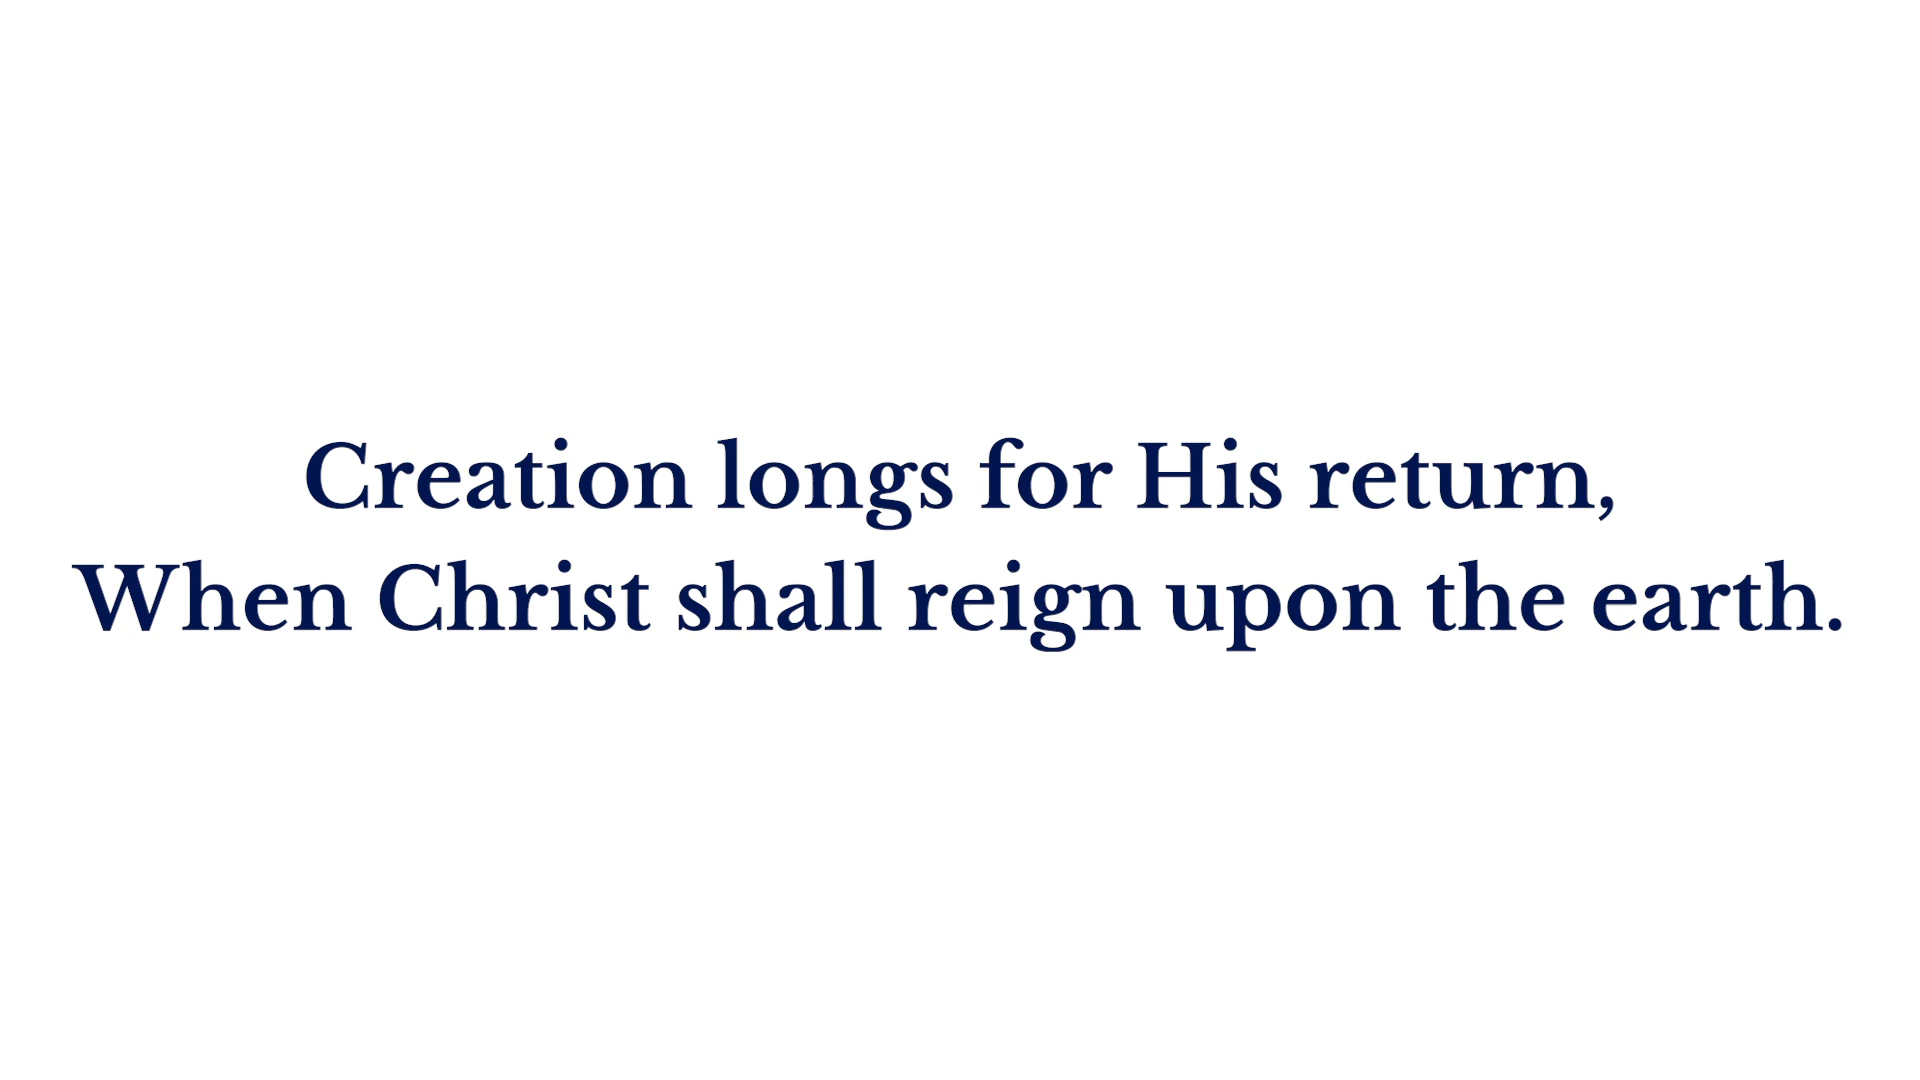 Creation longs for His return,
When Christ shall reign upon the earth.